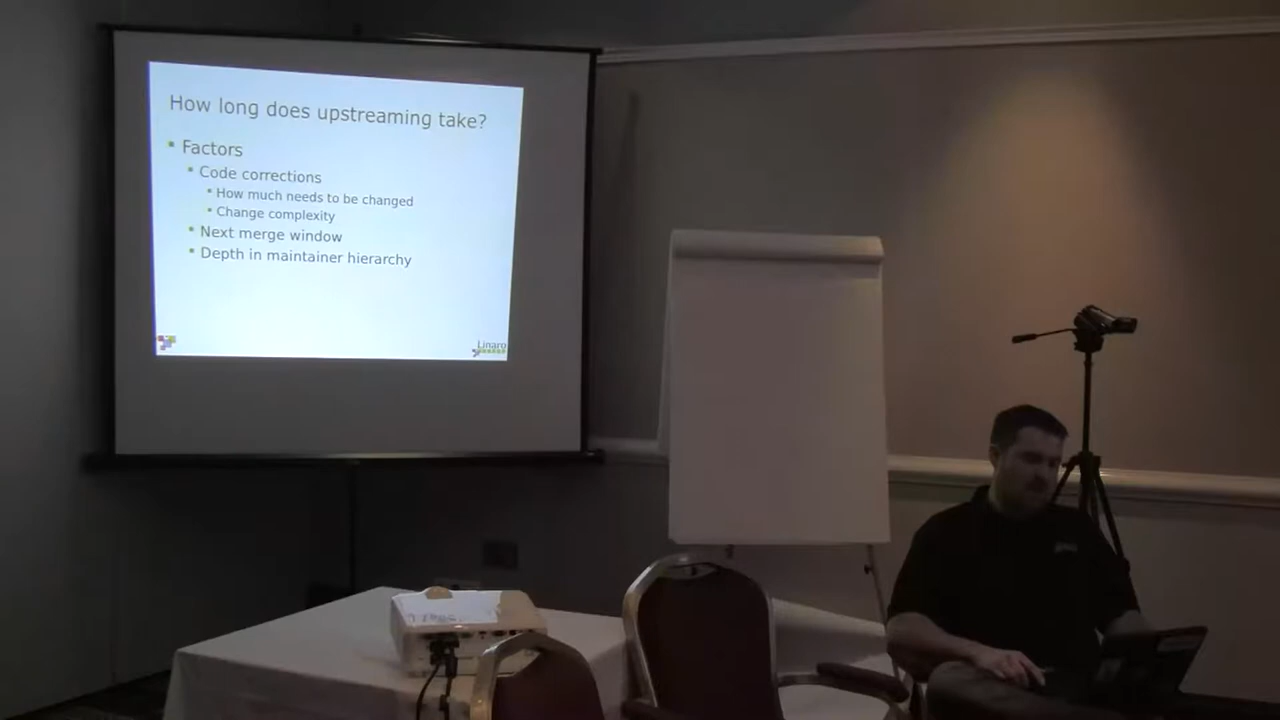 How long does upstreaming take?
Factors
Code corrections
How much needs to be changed
Change complexity
Next merge window
Depth in maintainer hierarchy
Linaro